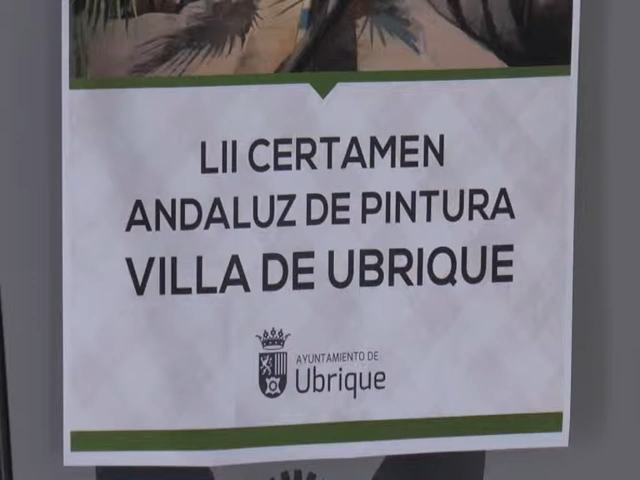 LII CERTAMEN
ANDALUZ DE PINTURA
VILLA DE UBRIQUE
AYUNTAMIENTO DE
Ubrique